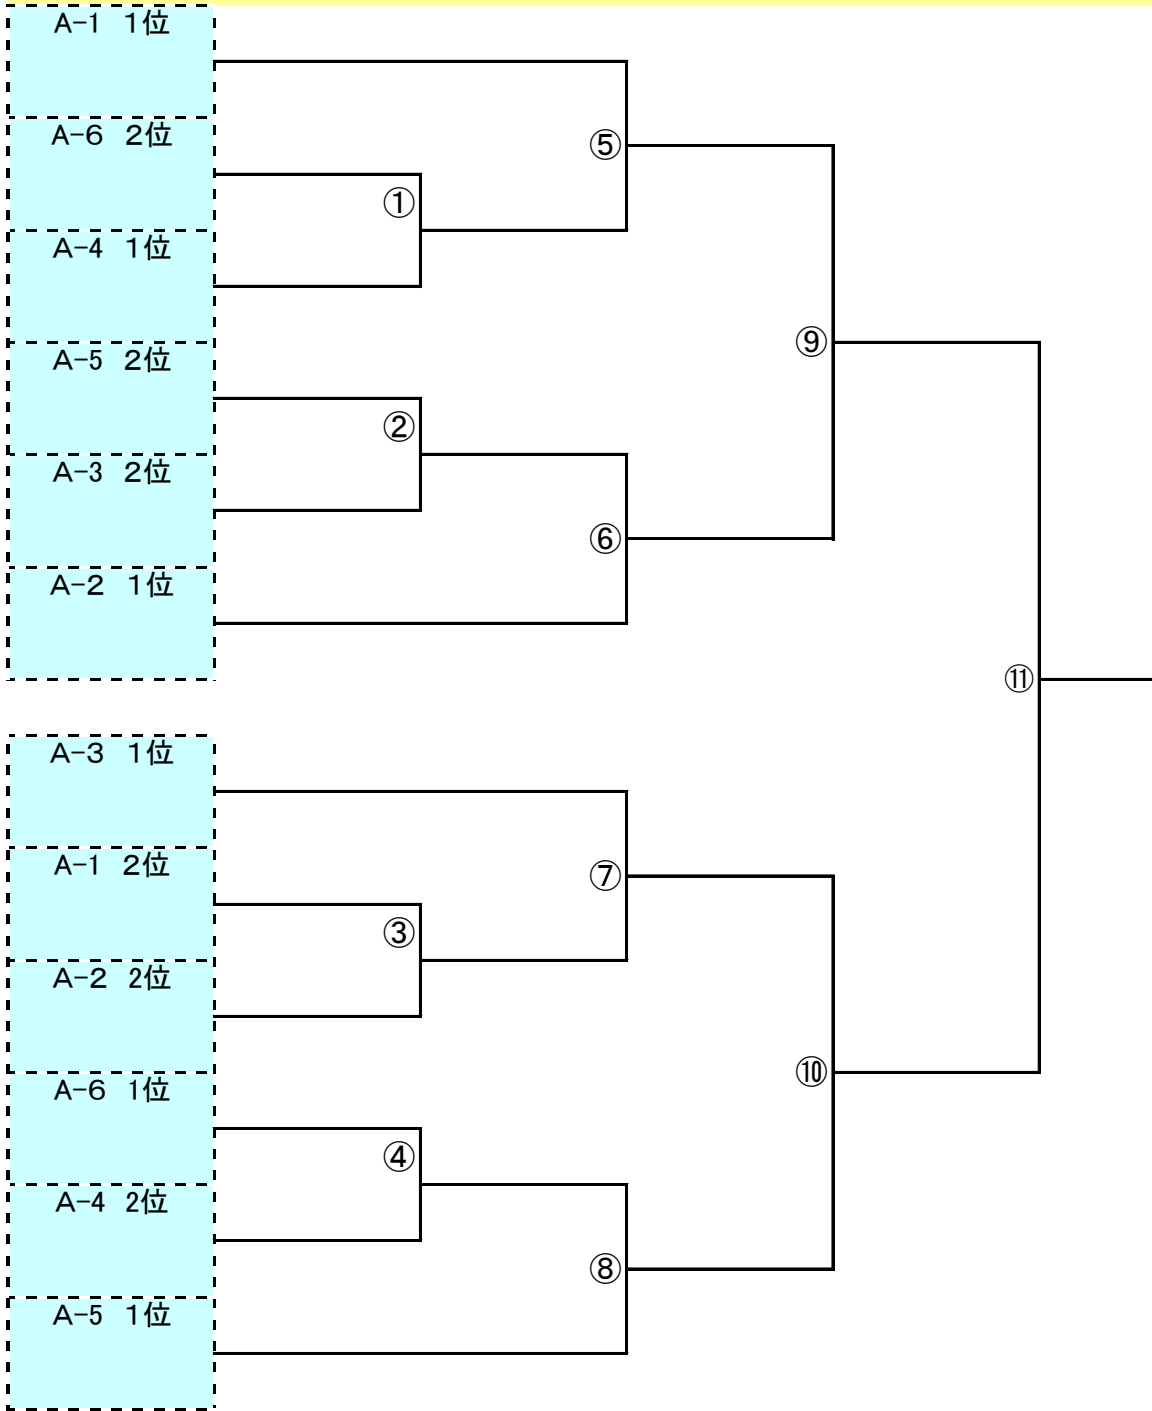 A-1 1位
⑤
A-6 2位
①
A-4 1位
⑨
A-5 2位
②
A-3 2位
⑥
A-2 1位
⑪
A-3 1位
⑦
A-1 2位
③
A-2 2位
⑩
A-6 1位
④
A-4 2位
⑧
A-5 1位